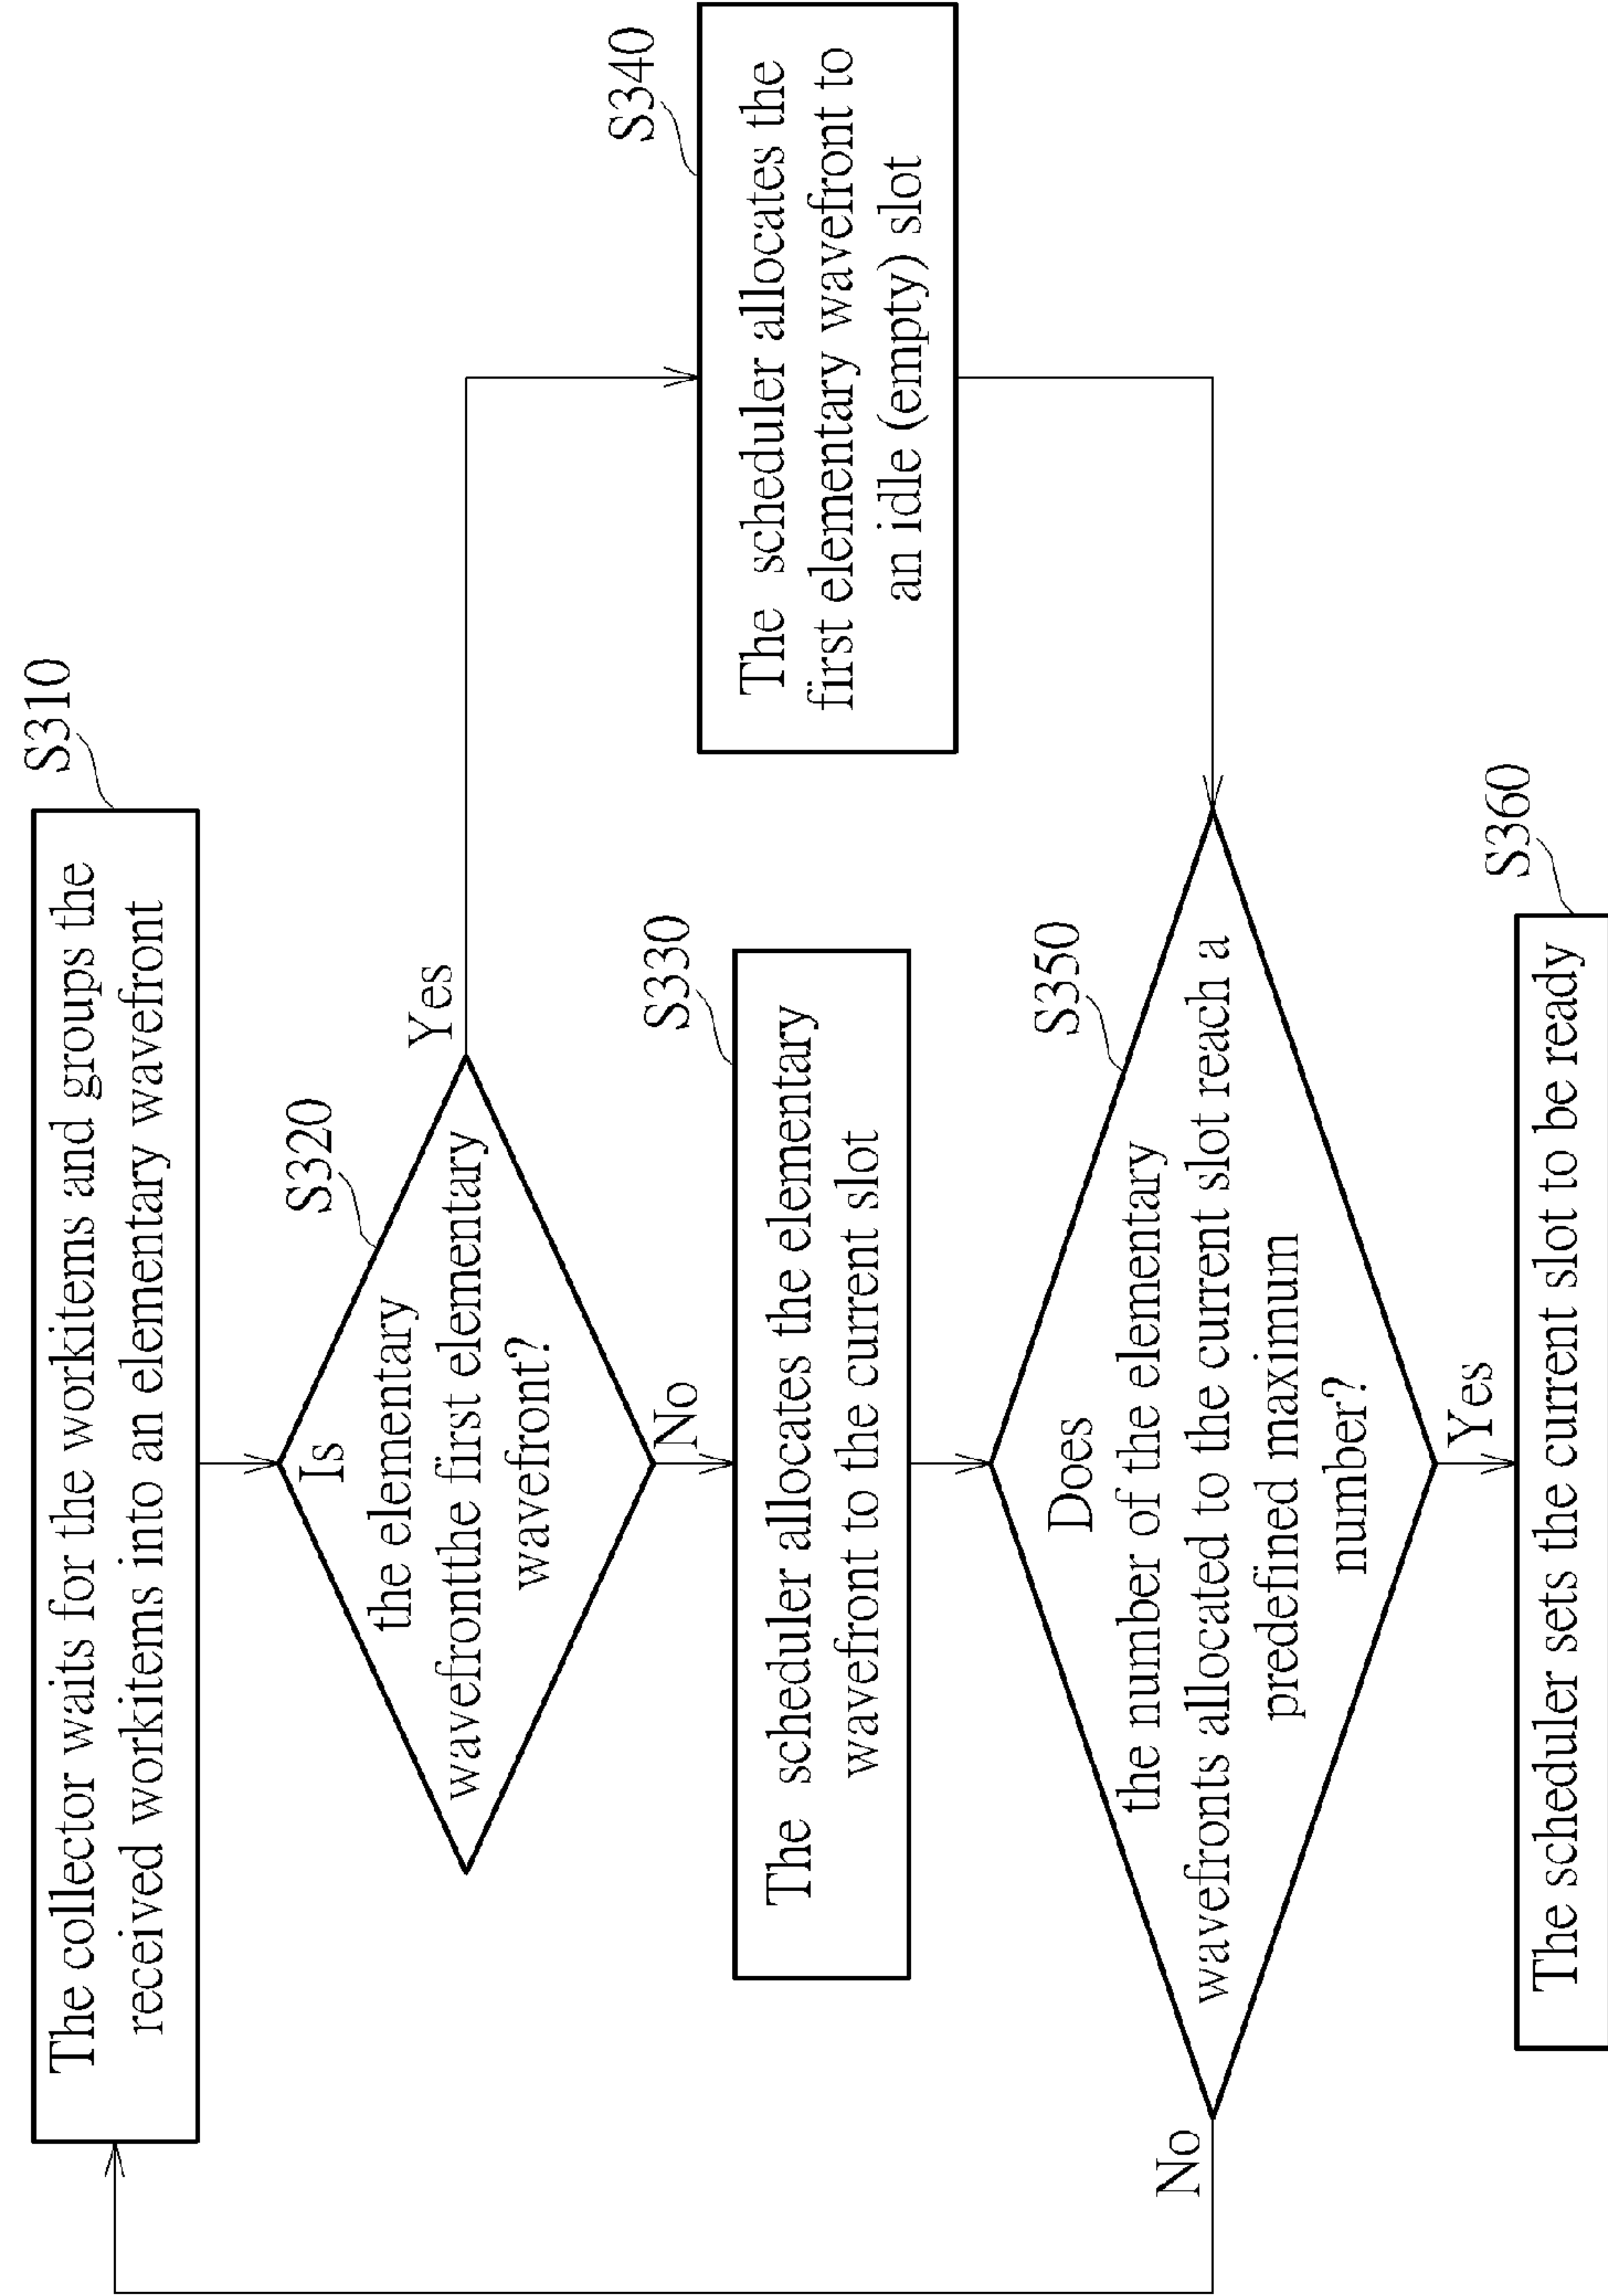 S310
The collector waits for the workitems and groups the
received workitems into an elementary wavefront
S320
Is
the elementary
wavefrontthe first elementary
wavefront?
Yes
No
S330
The scheduler allocates the elementary
wavefront to the current slot
S340
The scheduler allocates the
first elementary wavefront to
an idle (empty) slot
S350
Does
the number of the elementary
wavefronts allocated to the current slot reach a
predefined maximum
number?
No
Yes
S360
The scheduler sets the current slot to be ready